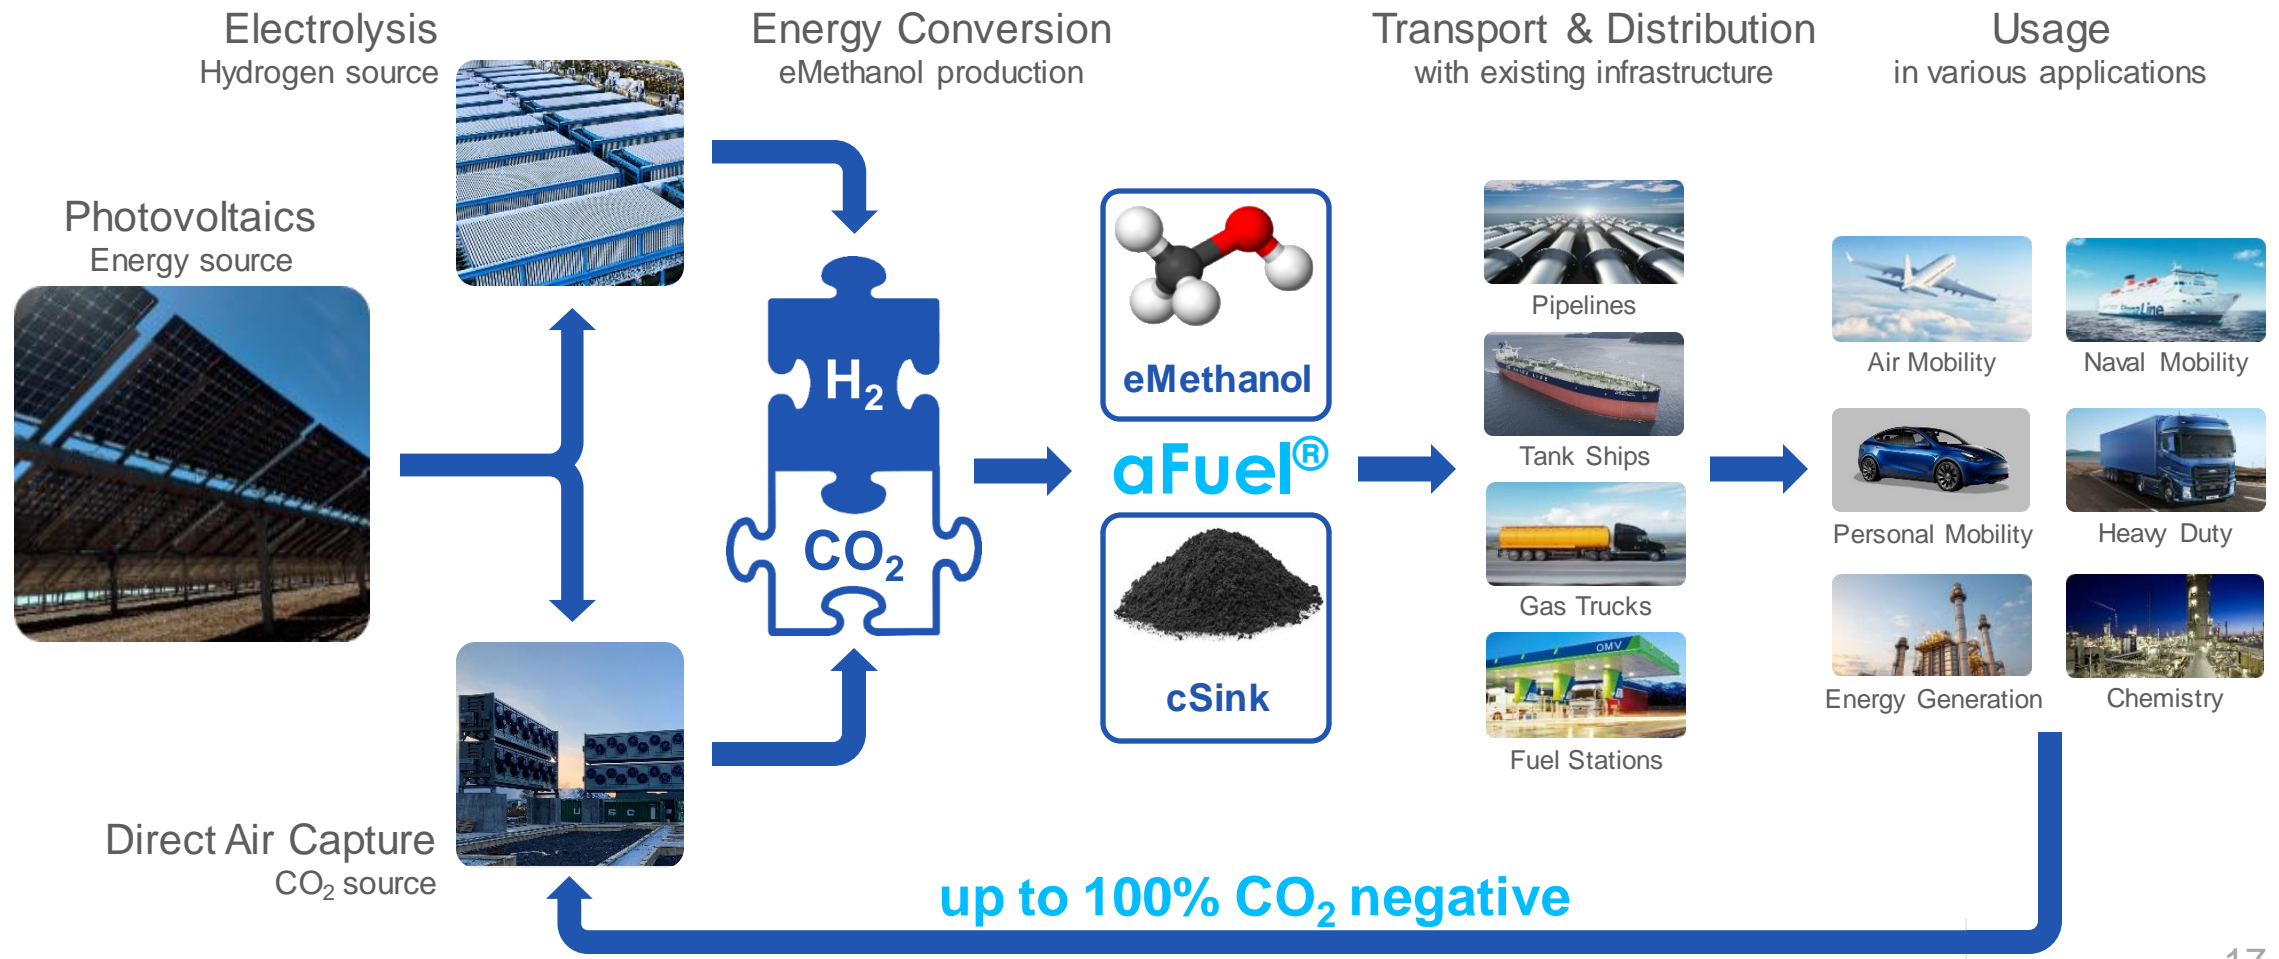 Electrolysis
Hydrogen source
Energy Conversion
eMethanol production
Transport & Distribution
with existing infrastructure
Usage
in various applications
Photovoltaics
Energy source
H₂
CO₂
eMethanol
aFuel®
cSink
Pipelines
Tank Ships
Gas Trucks
OMV
Fuel Stations
Air Mobility
Naval Mobility
Personal Mobility
Heavy Duty
Energy Generation
Chemistry
Direct Air Capture
CO₂ source
up to 100% CO₂ negative
17